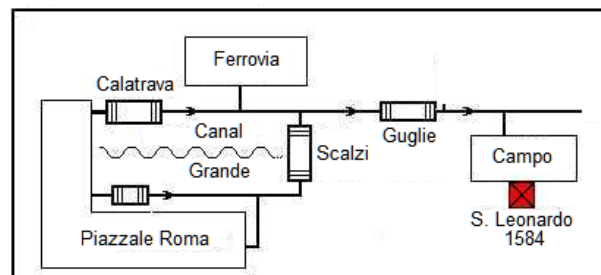 Ferrovia
Calatrava
Canal
Grande
Scalzi
Guglie
Campo
Piazzale Roma
S. Leonardo
1584